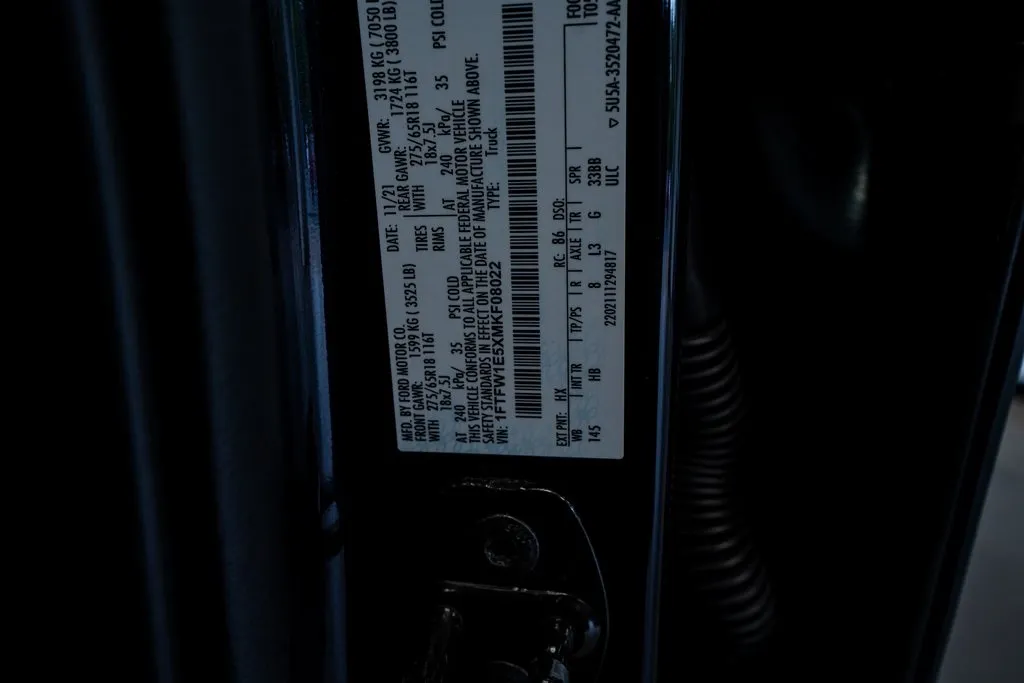 MFD. BY FORD MOTOR CO.
DATE: 11/21 GVWR: 3198 KG ( 7050
FRONT GAWR: 1599 KG ( 3525 LB) REAR GAWR: 1724 KG ( 3800 LB)
WITH 275/65R18 116T TIRES WITH 275/65R18 116T
18x7.5J RIMS 18x7.5J
AT 240 kPa/ 35 PSI COLD AT 240 kPa/ 35 PSI COLD
THIS VEHICLE CONFORMS TO ALL APPLICABLE FEDERAL MOTOR VEHICLE
SAFETY STANDARDS IN EFFECT ON THE DATE OF MANUFACTURE SHOWN ABOVE.
VIN: 1FTFW1E5XMKF08022 TYPE: Truck
EXT PNT: HX RC: 86 DSO:
WB INT TR TP/PS R AXLE TR SPR
145 HB 8 L3 G 33BB
2202111294817 ULC
▽ 5U5A-3520472-AA